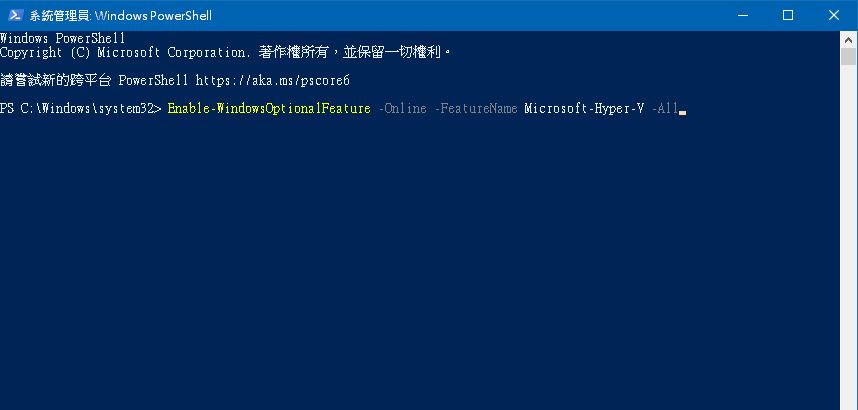 系統管理員: Windows PowerShell
Windows PowerShell
Copyright (C) Microsoft Corporation. 著作權所有，並保留一切權利。
請嘗試新的跨平台 PowerShell https://aka.ms/pscore6
PS C:\Windows\system32> Enable-WindowsOptionalFeature -Online -FeatureName Microsoft-Hyper-V -All